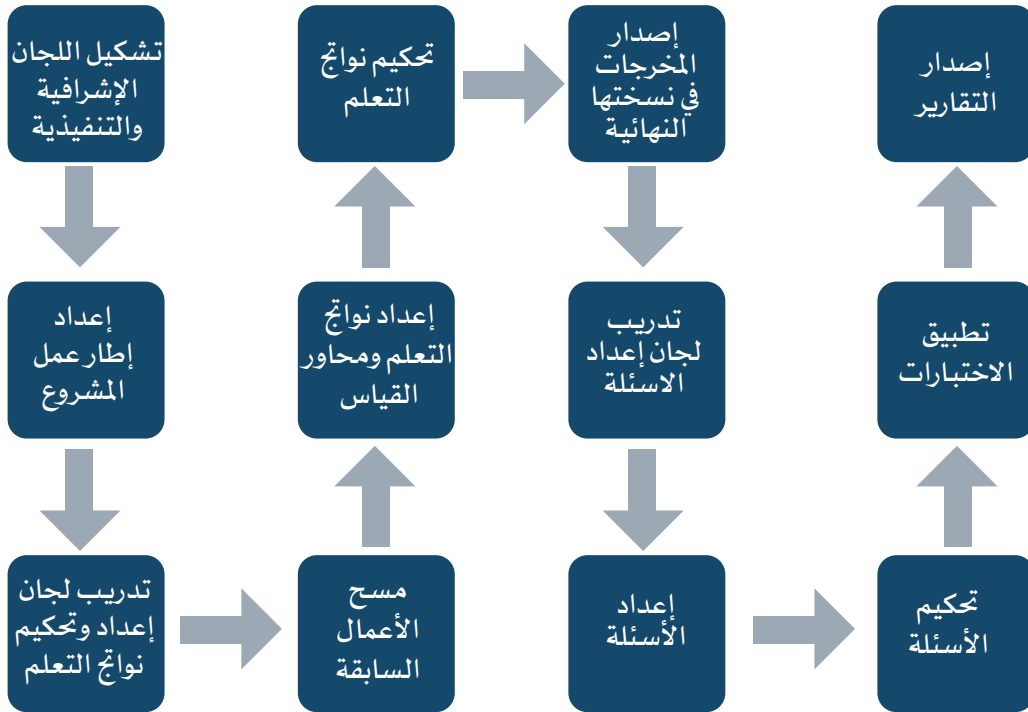 تشكيل اللجان
الإشرافية
والتنفيذية
إعداد
إطار عمل
المشروع
تدريب لجان
إعداد وتحكيم
نواتج التعلم
مسح
الأعمال
السابقة
إعداد نواتج
التعلم ومحاور
القياس
تحكيم نواتج
التعلم
إصدار
المخرجات
في نسختها
النهائية
تدريب
لجان إعداد
الاسئلة
إعداد
الأسئلة
تحكيم
الأسئلة
تطبيق
الاختبارات
إصدار
التقارير